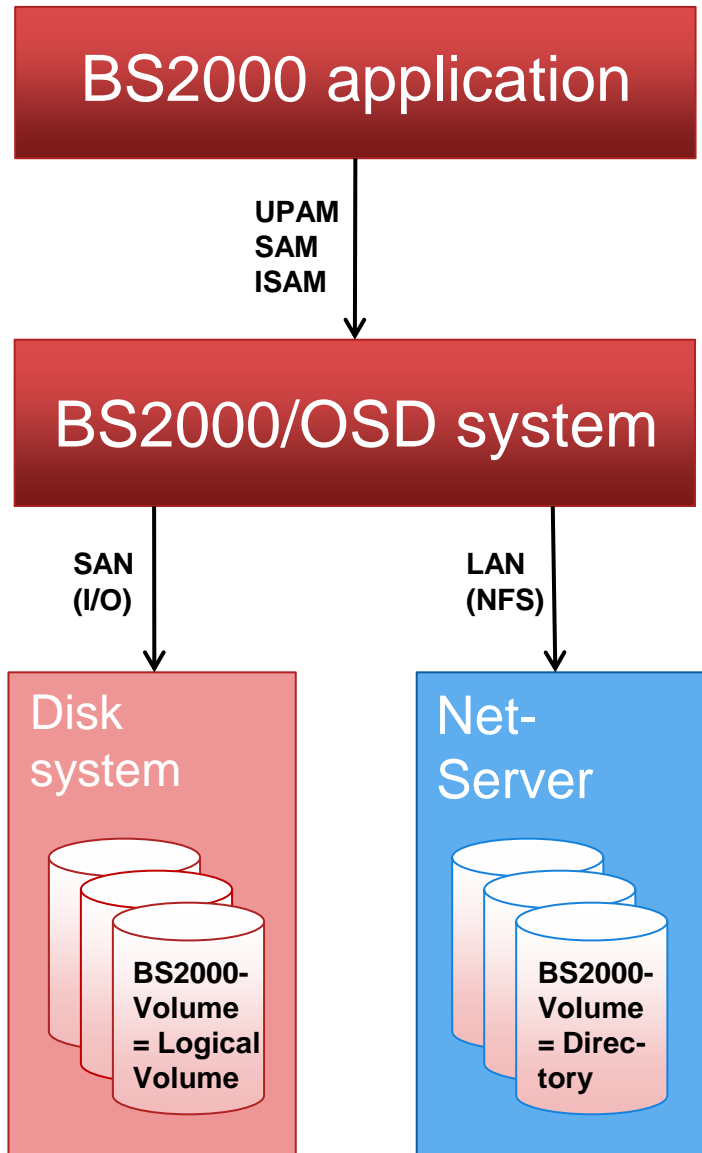 BS2000 application
UPAM
SAM
ISAM
BS2000/OSD system
SAN
(I/O)
LAN
(NFS)
Disk
system
BS2000-
Volume
= Logical
Volume
Net-
Server
BS2000-
Volume
= Direc-
tory